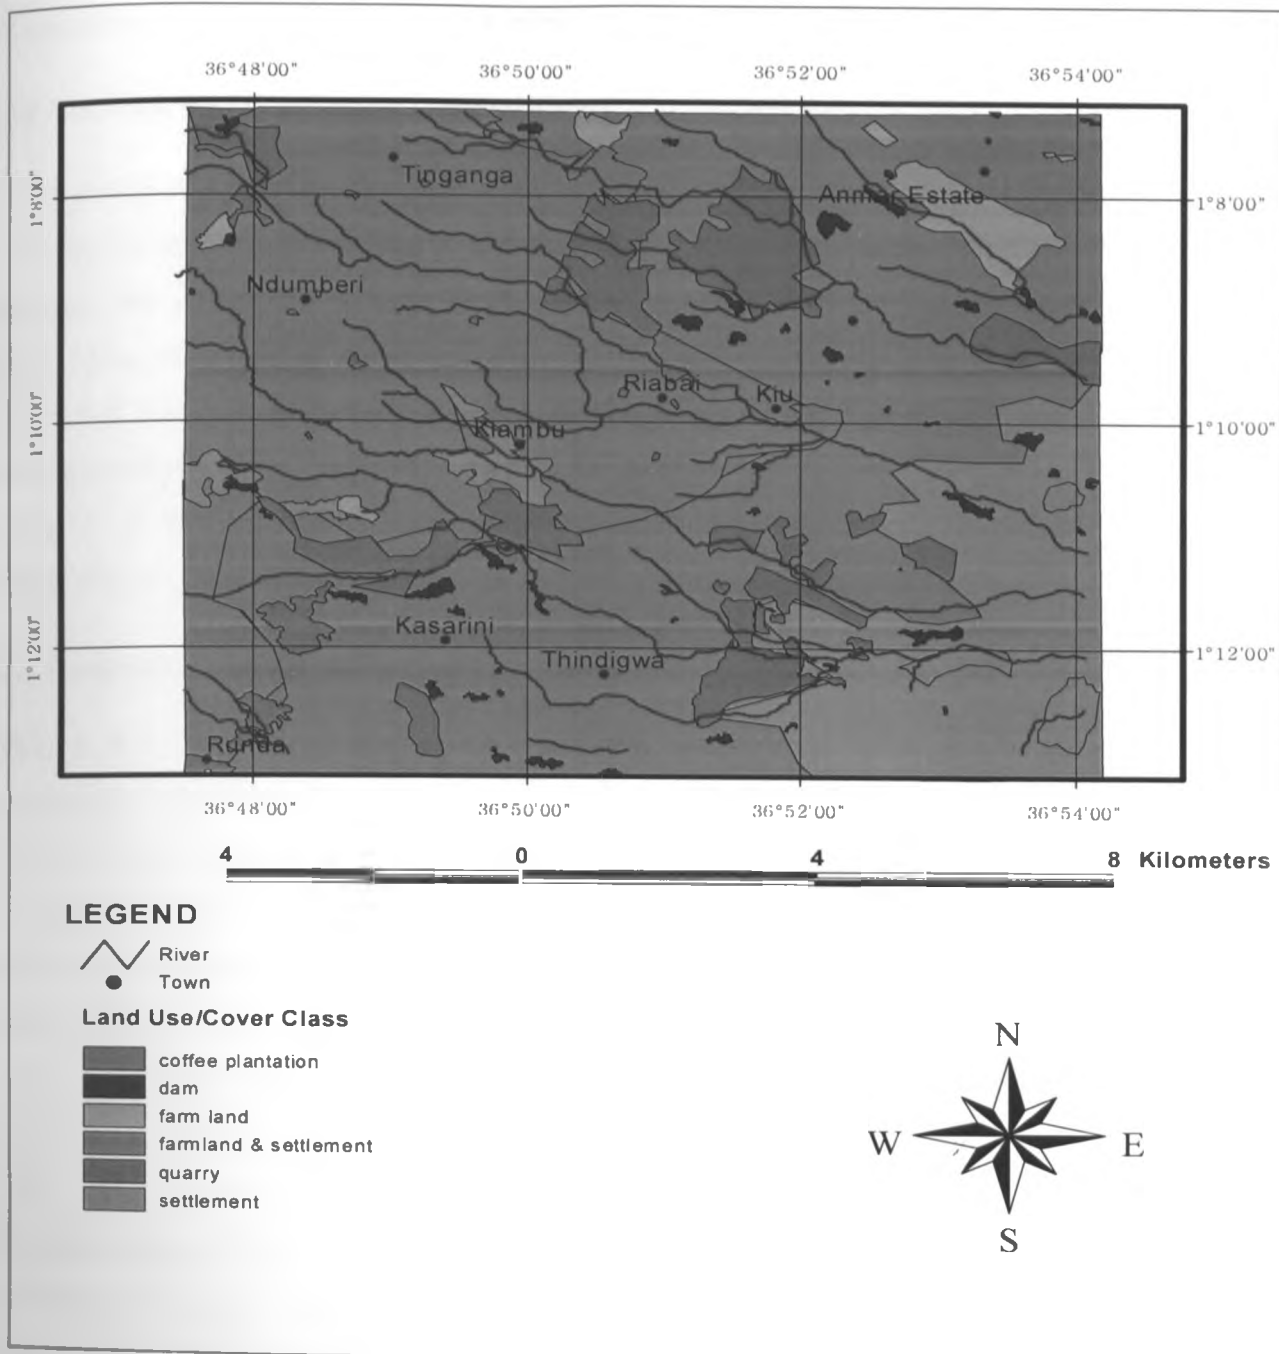 36°48'00" 36°50'00" 36°52'00" 36°54'00"
1°8'00" Tinganga Anmar Estate 1°8'00"
Ndumberi
Riabai Kiu
1°10'00" Kiambu 1°10'00"
Kasarini
1°12'00" Thindigwa 1°12'00"
Runda
36°48'00" 36°50'00" 36°52'00" 36°54'00"
4 0 4 8 Kilometers
LEGEND
River
Town
Land Use/Cover Class
coffee plantation
dam
farm land
farmland & settlement
quarry
settlement
N
W E
S